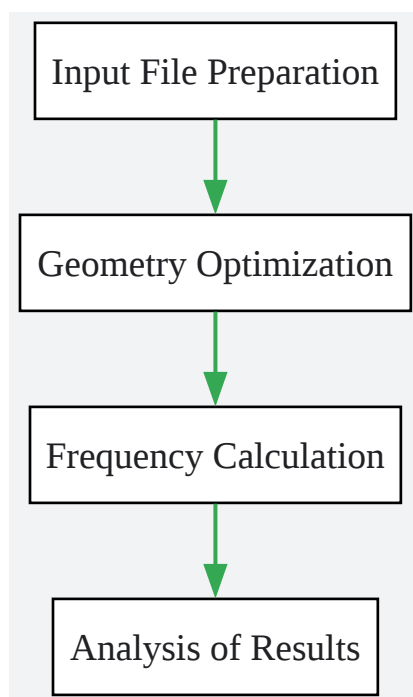 Input File Preparation
Geometry Optimization
Frequency Calculation
Analysis of Results